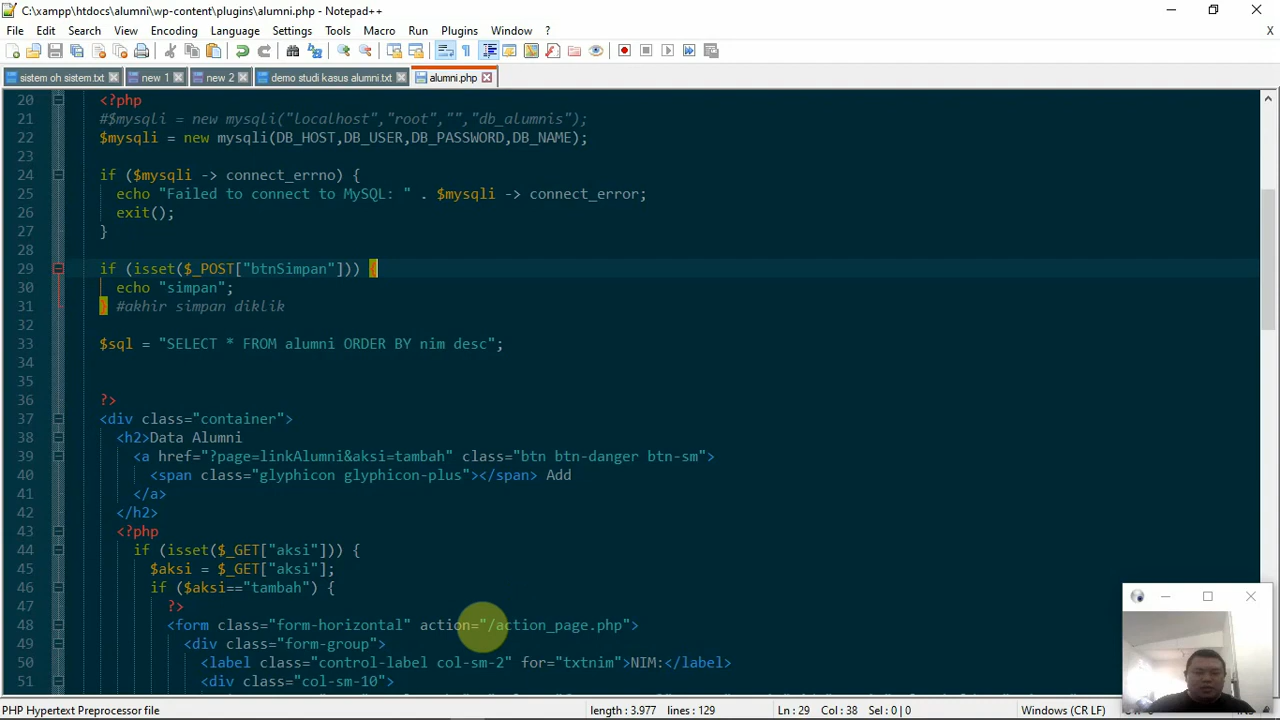 C:\xampp\htdocs\alumni\wp-content\plugins\alumni.php - Notepad++
File Edit Search View Encoding Language Settings Tools Macro Run Plugins Window ? X
sistem oh sistem.txt new 1 new 2 demo studi kasus alumni.txt alumni.php
20 <?php
21 #$mysqli = new mysqli("localhost","root","","db_alumnis");
22 $mysqli = new mysqli(DB_HOST,DB_USER,DB_PASSWORD,DB_NAME);
23
24 if ($mysqli -> connect_errno) {
25 echo "Failed to connect to MySQL: " . $mysqli -> connect_error;
26 exit();
27 }
28
29 if (isset($_POST["btnSimpan"])) {
30 echo "simpan";
31 } #akhir simpan diklik
32
33 $sql = "SELECT * FROM alumni ORDER BY nim desc";
34
35
36 ?>
37 <div class="container">
38 <h2>Data Alumni
39 <a href="?page=linkAlumni&aksi=tambah" class="btn btn-danger btn-sm">
40 <span class="glyphicon glyphicon-plus"></span> Add
41 </a>
42 </h2>
43 <?php
44 if (isset($_GET["aksi"])) {
45 $aksi = $_GET["aksi"];
46 if ($aksi=="tambah") {
47 ?>
48 <form class="form-horizontal" action="/action_page.php">
49 <div class="form-group">
50 <label class="control-label col-sm-2" for="txtnim">NIM:</label>
51 <div class="col-sm-10">
PHP Hypertext Preprocessor file length : 3.977 lines : 129 Ln : 29 Col : 38 Sel : 0 | 0 Windows (CR LF)